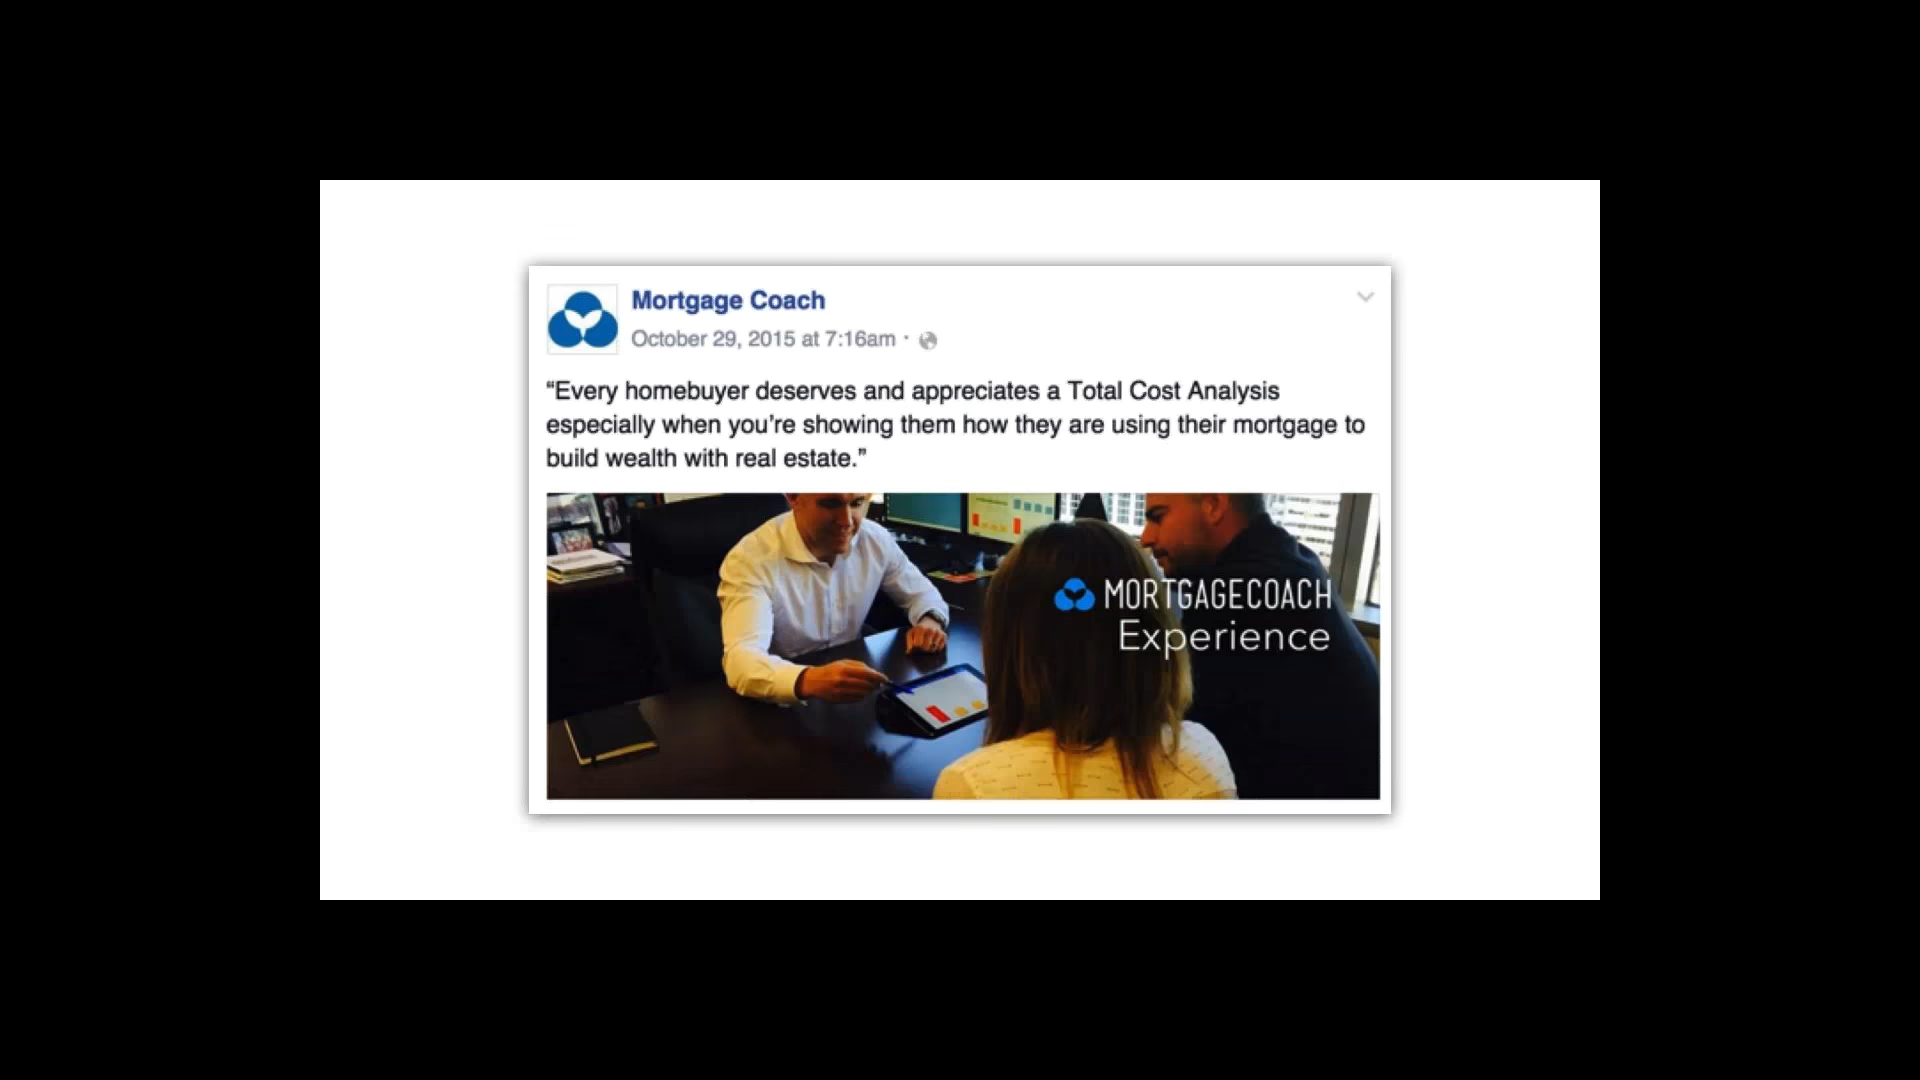 Mortgage Coach
October 29, 2015 at 7:16am ·
“Every homebuyer deserves and appreciates a Total Cost Analysis
especially when you’re showing them how they are using their mortgage to
build wealth with real estate.”
MORTGAGECOACH
Experience